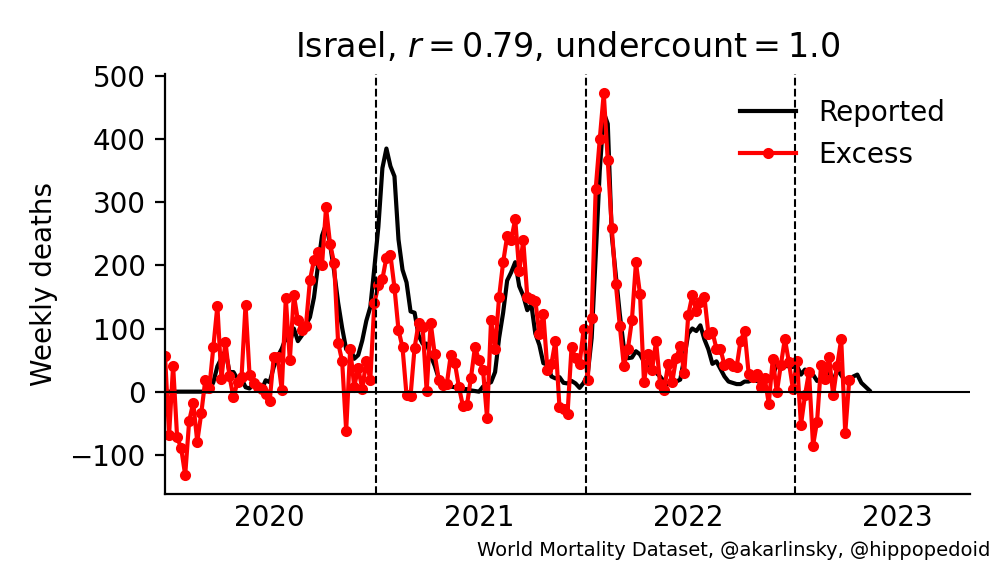 Israel, r = 0.79, undercount = 1.0
500
400
300
200
100
0
−100
Weekly deaths
Reported
Excess
2020 2021 2022 2023
World Mortality Dataset, @akarlinsky, @hippopedoid